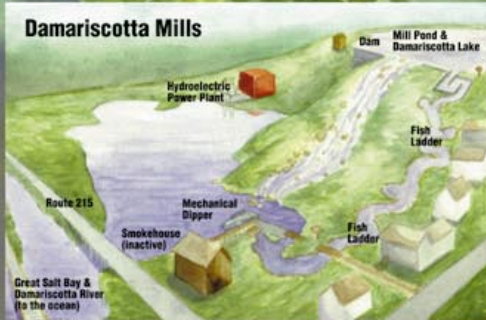 Damariscotta Mills
Dam
Mill Pond &
Damariscotta Lake
Hydroelectric
Power Plant
Fish
Ladder
Route 215
Mechanical
Dipper
Smokehouse
(inactive)
Fish
Ladder
Great Salt Bay &
Damariscotta River
(to the ocean)